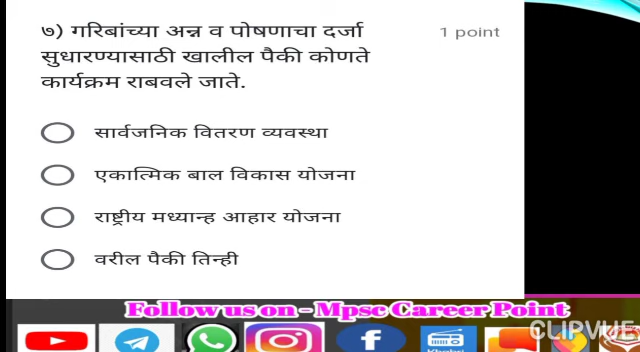 ७) गरिबांच्या अन्न व पोषणाचा दर्जा
1 point
सुधारण्यासाठी खालील पैकी कोणते
कार्यक्रम राबवले जाते.
सार्वजनिक वितरण व्यवस्था
एकात्मिक बाल विकास योजना
राष्ट्रीय मध्यान्ह आहार योजना
वरील पैकी तिन्ही
Follow us on - Mpsc Career Point
CLIPVUE